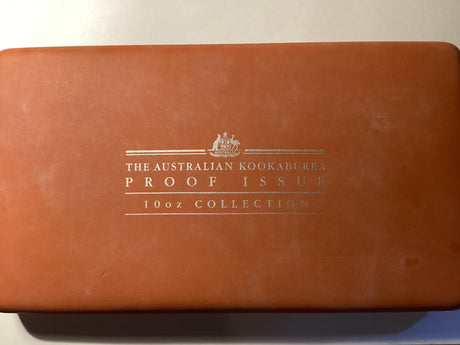 THE AUSTRALIAN KOOKABURRA
PROOF ISSUE
10oz COLLECTION